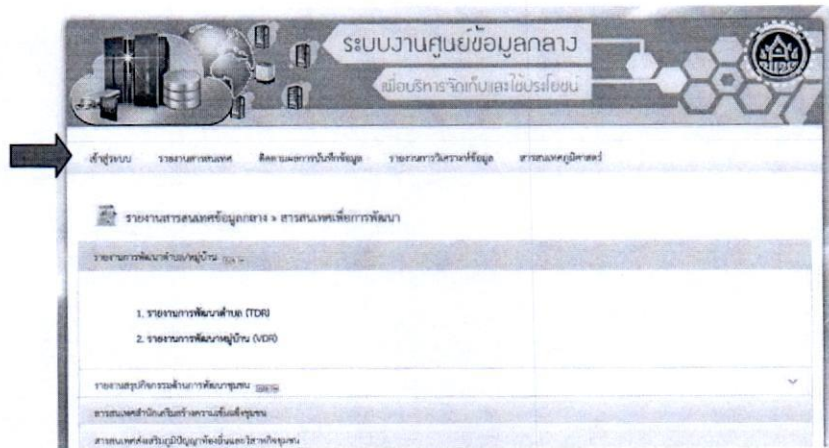 ระบบงานศูนย์ข้อมูลกลาง
เพื่อบริหารจัดเก็บและใช้ประโยชน์
เข้าสู่ระบบ รายงานสารสนเทศ ติดตามผลการบันทึกข้อมูล รายงานการวิเคราะห์ข้อมูล สารสนเทศภูมิศาสตร์
รายงานสารสนเทศข้อมูลกลาง » สารสนเทศเพื่อการพัฒนา
รายงานการพัฒนาตำบล/หมู่บ้าน
1. รายงานการพัฒนาตำบล (TDR)
2. รายงานการพัฒนาหมู่บ้าน (VDR)
รายงานสรุปกิจกรรมด้านการพัฒนาชุมชน
สารสนเทศสำนักเสริมสร้างความเข้มแข็งชุมชน
สารสนเทศส่งเสริมภูมิปัญญาท้องถิ่นและวิสาหกิจชุมชน